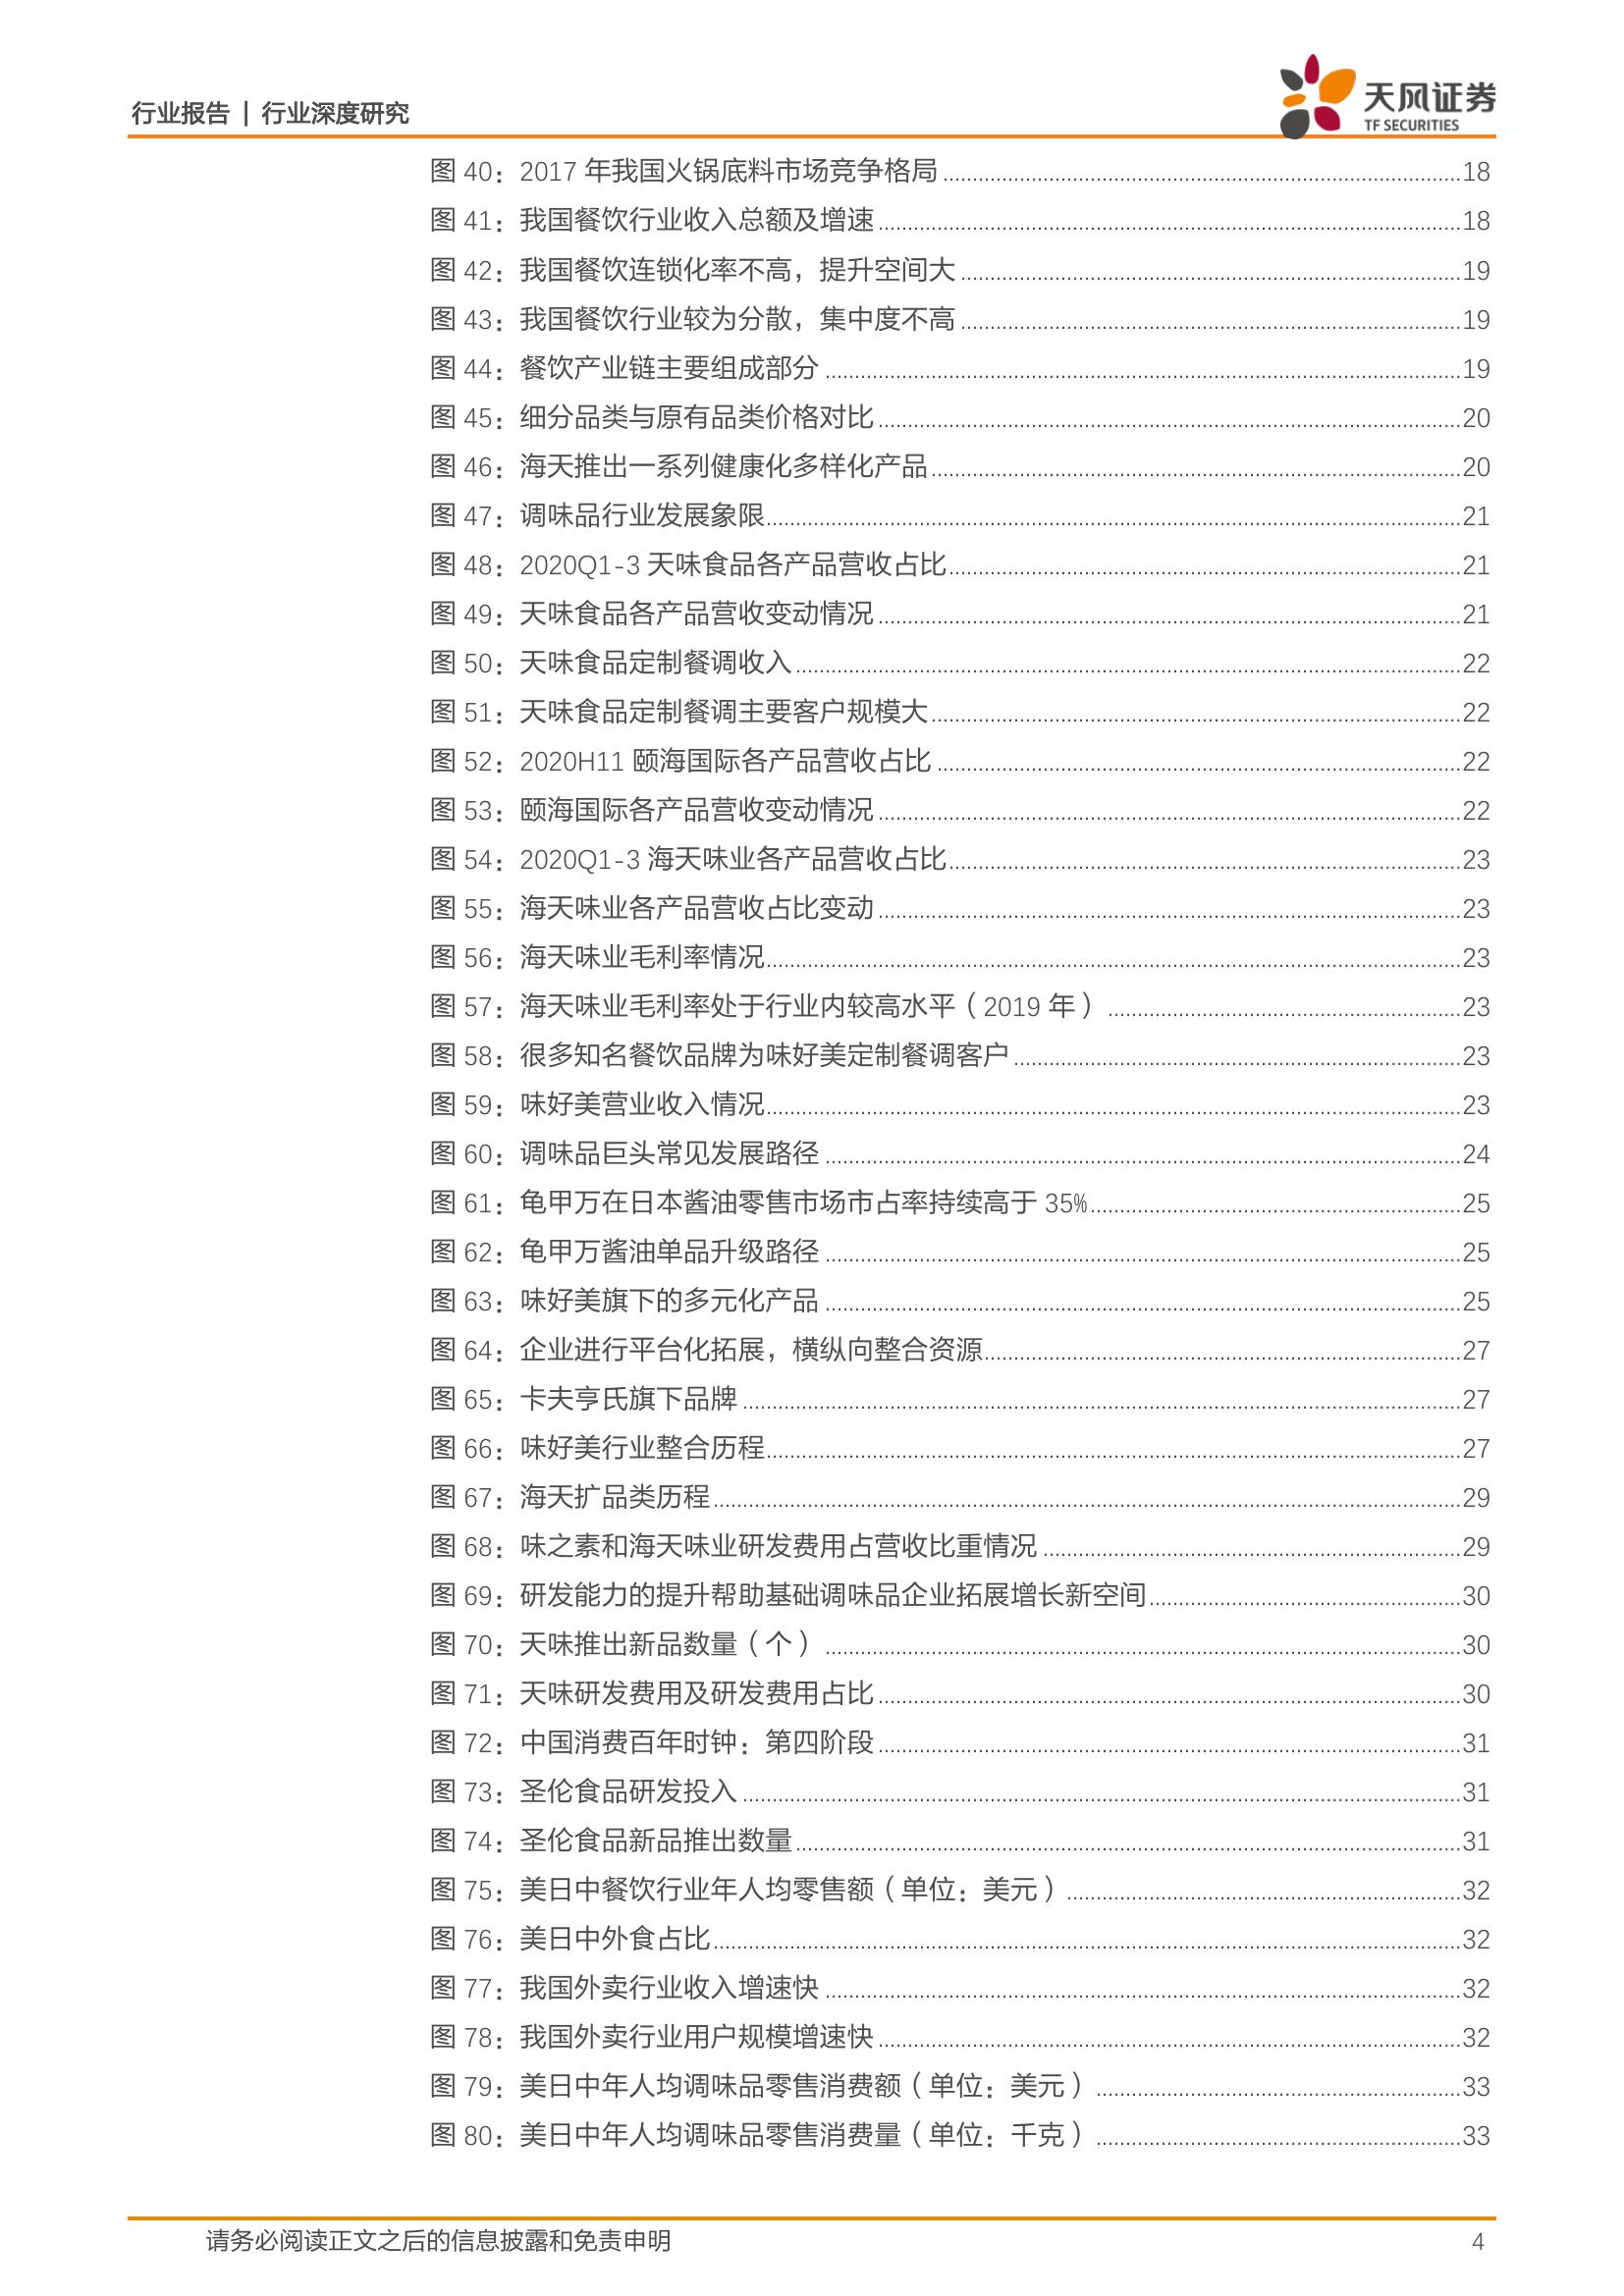 行业报告 | 行业深度研究
天风证券
TF SECURITIES
图 40：2017 年我国火锅底料市场竞争格局 18
图 41：我国餐饮行业收入总额及增速 18
图 42：我国餐饮连锁化率不高，提升空间大 19
图 43：我国餐饮行业较为分散，集中度不高 19
图 44：餐饮产业链主要组成部分 19
图 45：细分品类与原有品类价格对比 20
图 46：海天推出一系列健康化多样化产品 20
图 47：调味品行业发展象限 21
图 48：2020Q1-3 天味食品各产品营收占比 21
图 49：天味食品各产品营收变动情况 21
图 50：天味食品定制餐调收入 22
图 51：天味食品定制餐调主要客户规模大 22
图 52：2020H11 颐海国际各产品营收占比 22
图 53：颐海国际各产品营收变动情况 22
图 54：2020Q1-3 海天味业各产品营收占比 23
图 55：海天味业各产品营收占比变动 23
图 56：海天味业毛利率情况 23
图 57：海天味业毛利率处于行业内较高水平（2019 年） 23
图 58：很多知名餐饮品牌为味好美定制餐调客户 23
图 59：味好美营业收入情况 23
图 60：调味品巨头常见发展路径 24
图 61：龟甲万在日本酱油零售市场市占率持续高于 35% 25
图 62：龟甲万酱油单品升级路径 25
图 63：味好美旗下的多元化产品 25
图 64：企业进行平台化拓展，横纵向整合资源 27
图 65：卡夫亨氏旗下品牌 27
图 66：味好美行业整合历程 27
图 67：海天扩品类历程 29
图 68：味之素和海天味业研发费用占营收比重情况 29
图 69：研发能力的提升帮助基础调味品企业拓展增长新空间 30
图 70：天味推出新品数量（个） 30
图 71：天味研发费用及研发费用占比 30
图 72：中国消费百年时钟：第四阶段 31
图 73：圣伦食品研发投入 31
图 74：圣伦食品新品推出数量 31
图 75：美日中餐饮行业年人均零售额（单位：美元） 32
图 76：美日中外食占比 32
图 77：我国外卖行业收入增速快 32
图 78：我国外卖行业用户规模增速快 32
图 79：美日中年人均调味品零售消费额（单位：美元） 33
图 80：美日中年人均调味品零售消费量（单位：千克） 33
请务必阅读正文之后的信息披露和免责申明 4